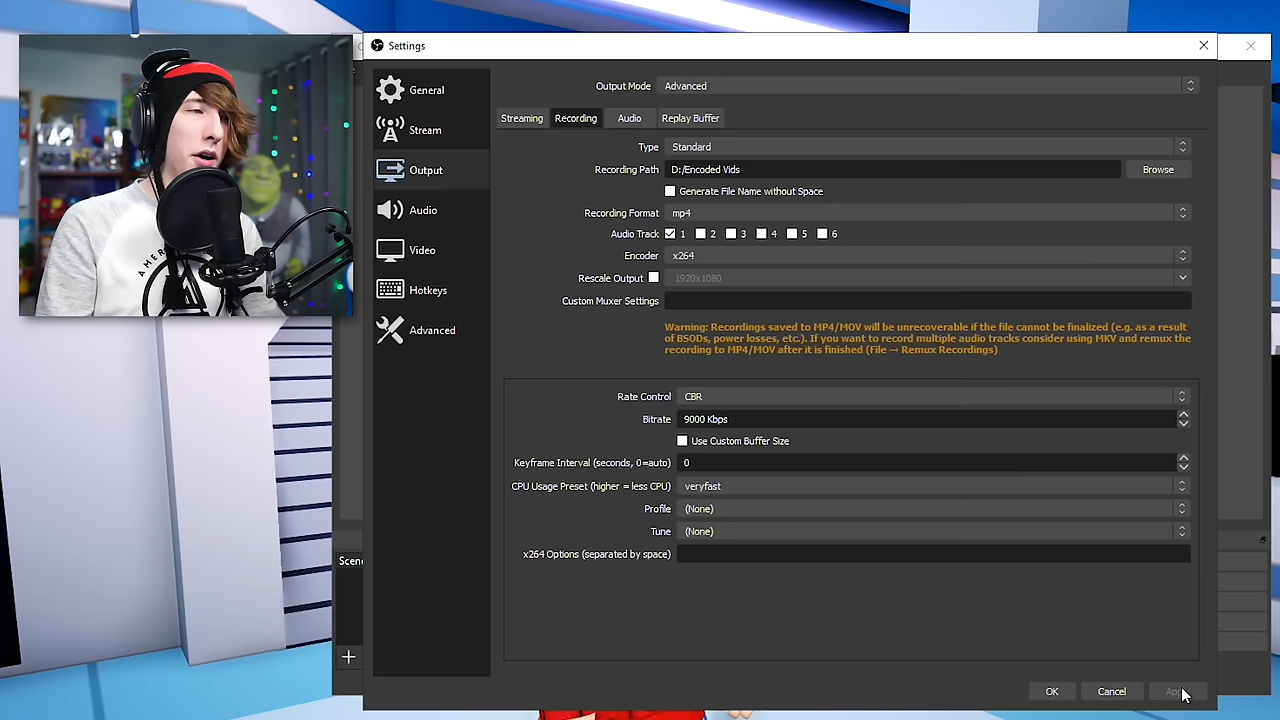 Settings
General
Stream
Output
Audio
Video
Hotkeys
Advanced
Output Mode Advanced
Streaming Recording Audio Replay Buffer
Type Standard
Recording Path D:/Encoded Vids Browse
Generate File Name without Space
Recording Format mp4
Audio Track 1 2 3 4 5 6
Encoder x264
Rescale Output 1920x1080
Custom Muxer Settings
Warning: Recordings saved to MP4/MOV will be unrecoverable if the file cannot be finalized (e.g. as a result
of BSODs, power losses, etc.). If you want to record multiple audio tracks consider using MKV and remux the
recording to MP4/MOV after it is finished (File → Remux Recordings)
Rate Control CBR
Bitrate 9000 Kbps
Use Custom Buffer Size
Keyframe Interval (seconds, 0=auto) 0
CPU Usage Preset (higher = less CPU) veryfast
Profile (None)
Tune (None)
x264 Options (separated by space)
Scene
OK Cancel